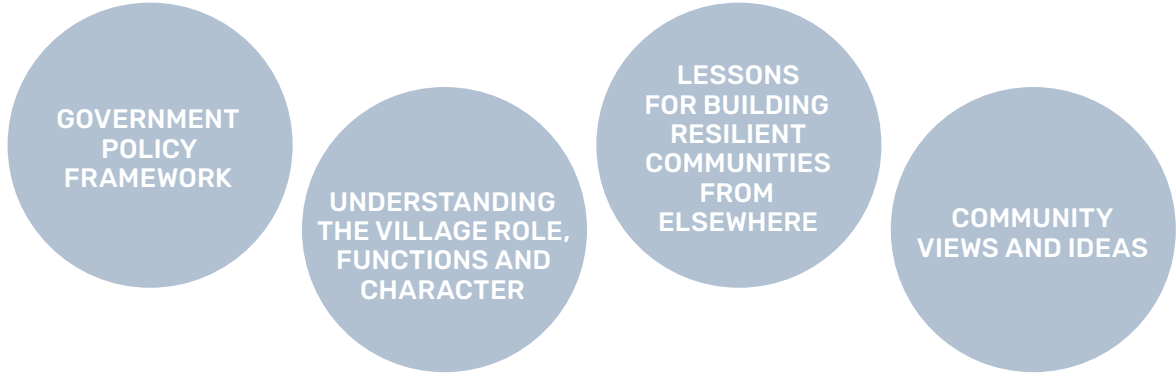 GOVERNMENT
POLICY
FRAMEWORK
UNDERSTANDING
THE VILLAGE ROLE,
FUNCTIONS AND
CHARACTER
LESSONS
FOR BUILDING
RESILIENT
COMMUNITIES
FROM
ELSEWHERE
COMMUNITY
VIEWS AND IDEAS